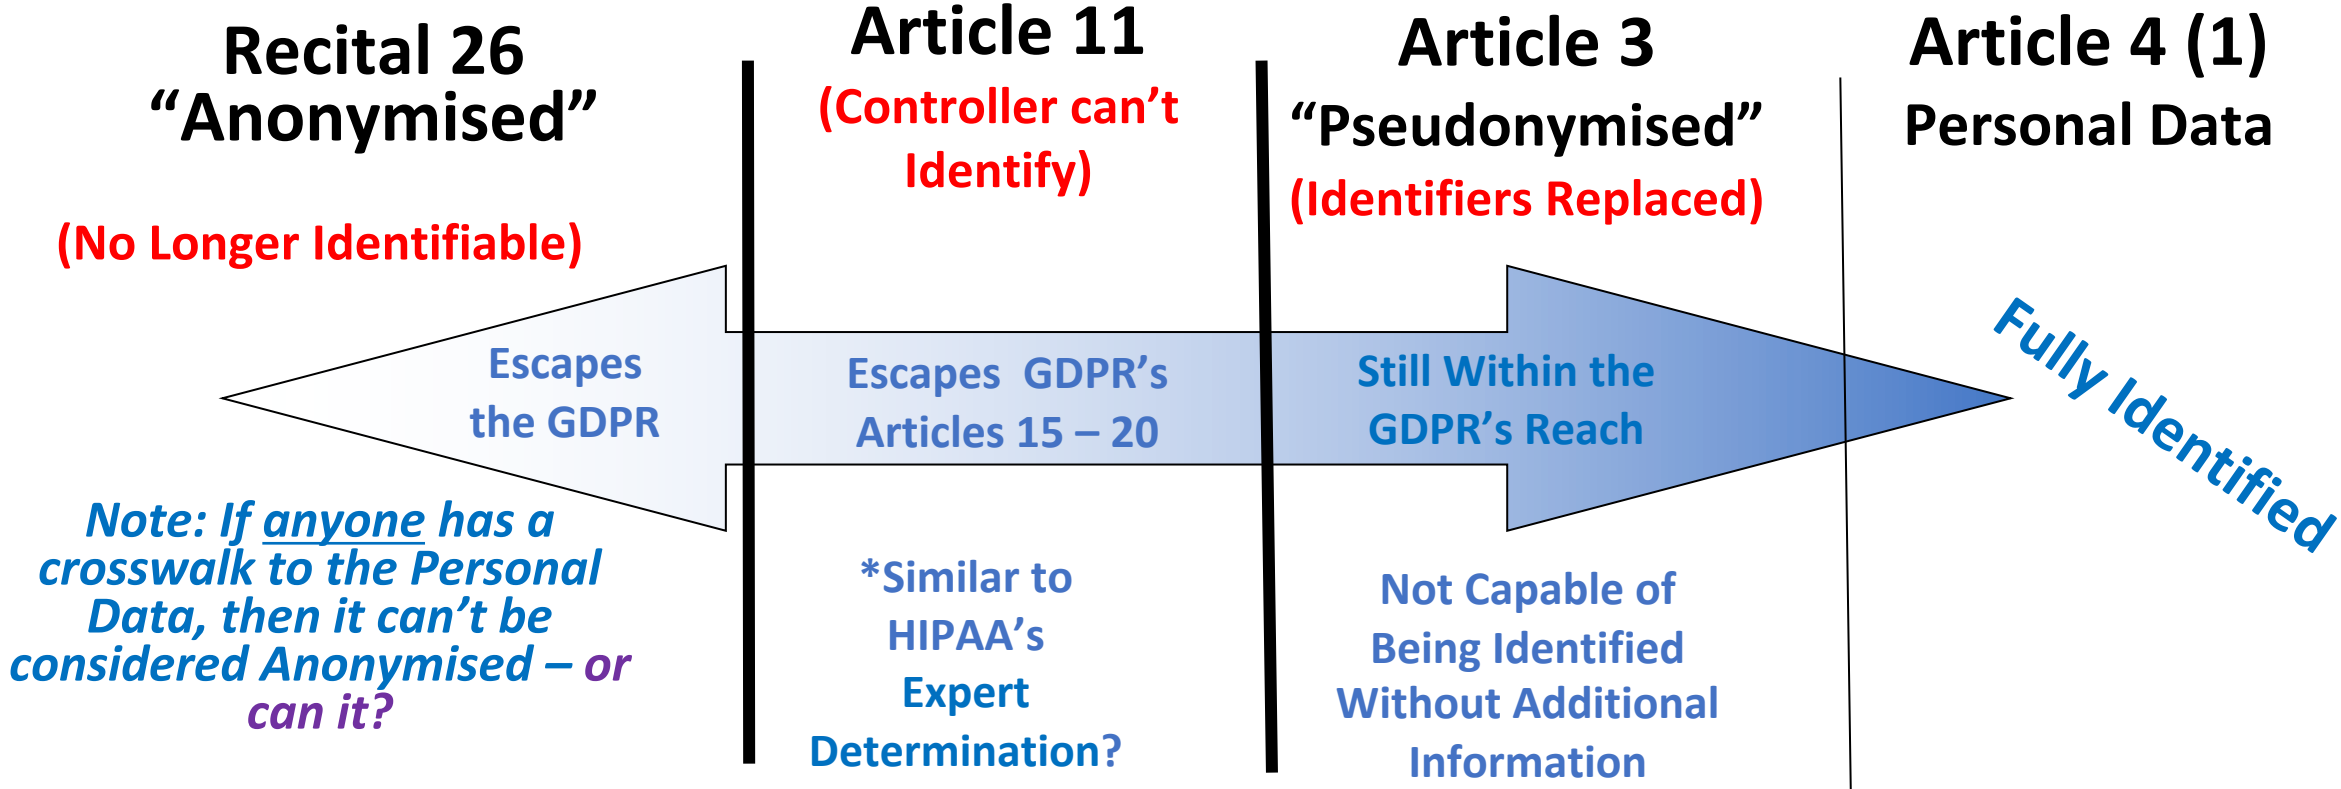 Recital 26
“Anonymised”
(No Longer Identifiable)
Escapes
the GDPR
Note: If anyone has a
crosswalk to the Personal
Data, then it can’t be
considered Anonymised – or
can it?
Article 11
(Controller can’t
Identify)
Escapes GDPR’s
Articles 15 – 20
*Similar to
HIPAA’s
Expert
Determination?
Article 3
“Pseudonymised”
(Identifiers Replaced)
Still Within the
GDPR’s Reach
Not Capable of
Being Identified
Without Additional
Information
Article 4 (1)
Personal Data
Fully Identified